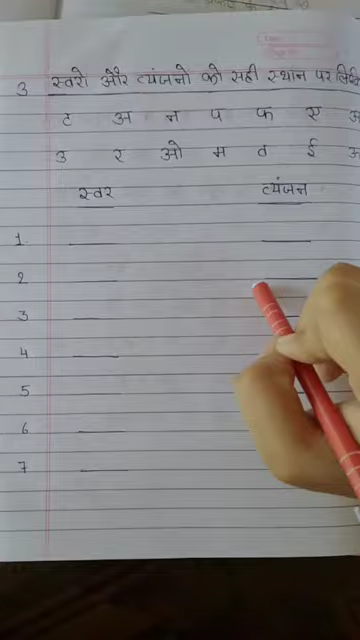 3 स्वरो और व्यंजनो को सही स्थान पर
ट अ न प फ ए
उ र ओ म व ई
स्वर व्यंजन
1.
2
3
4
5
6
7